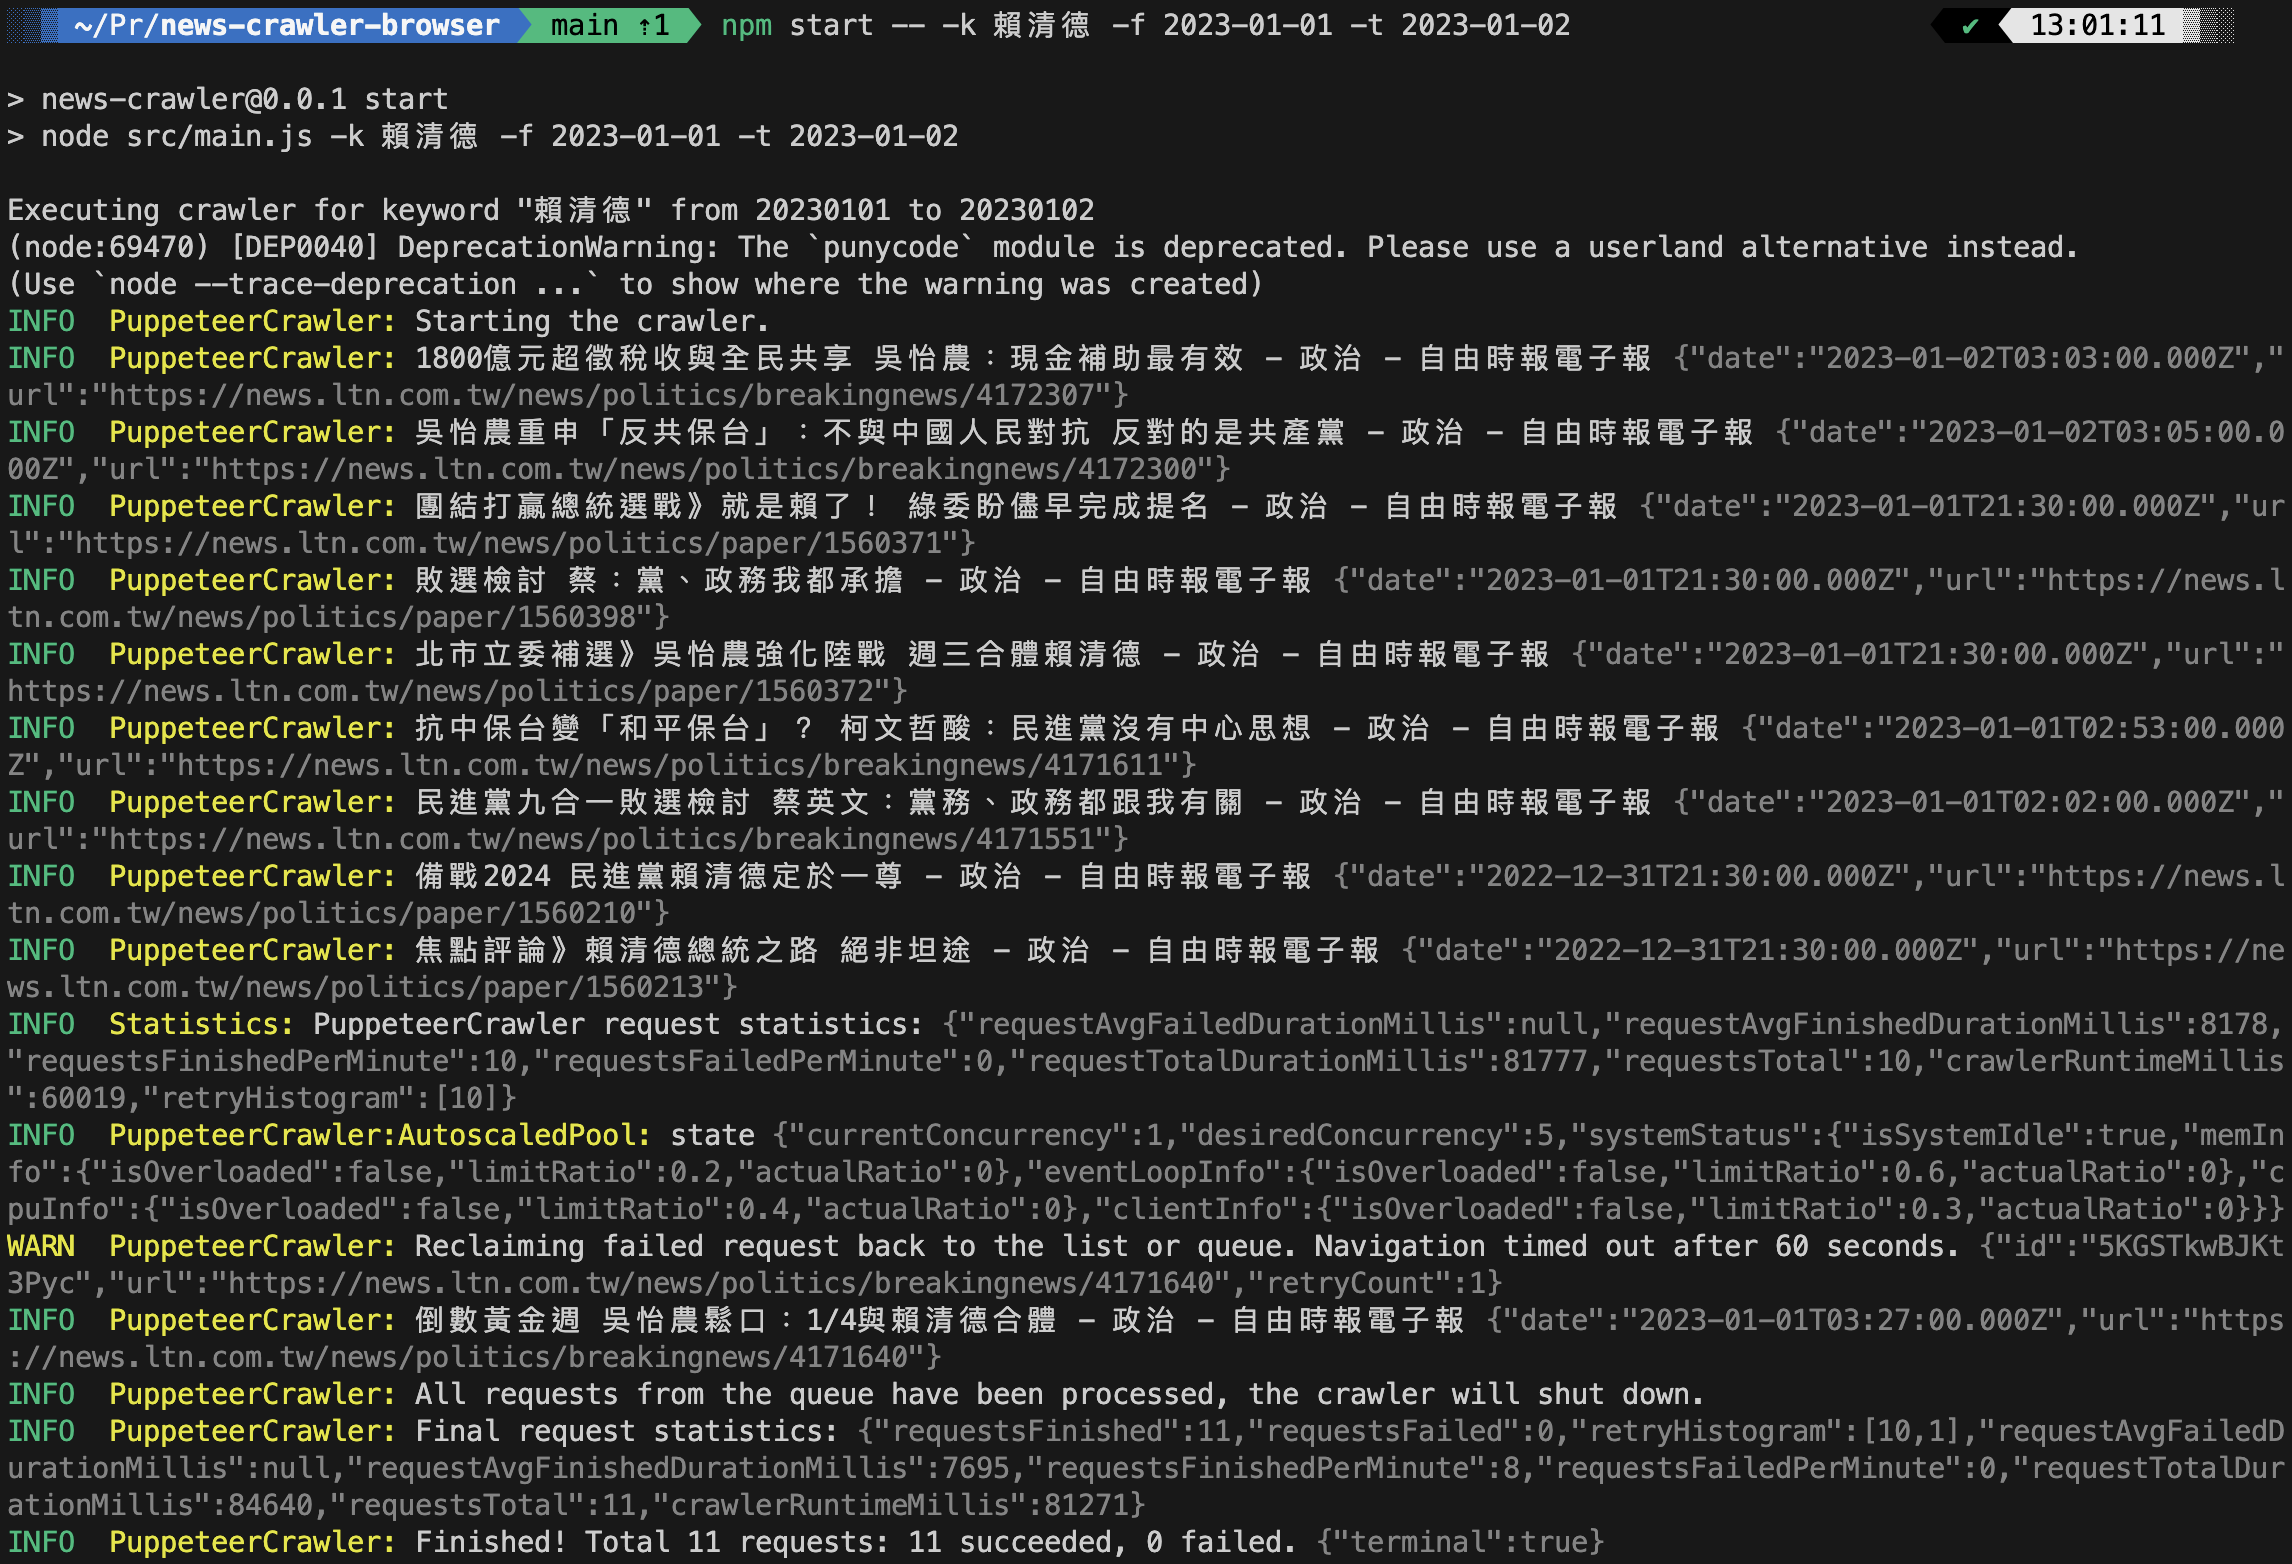 ~/Pr/news-crawler-browser main ⇡1 npm start -- -k 賴清德 -f 2023-01-01 -t 2023-01-02 ✔ 13:01:11
> news-crawler@0.0.1 start
> node src/main.js -k 賴清德 -f 2023-01-01 -t 2023-01-02
Executing crawler for keyword "賴清德" from 20230101 to 20230102
(node:69470) [DEP0040] DeprecationWarning: The `punycode` module is deprecated. Please use a userland alternative instead.
(Use `node --trace-deprecation ...` to show where the warning was created)
INFO  PuppeteerCrawler: Starting the crawler.
INFO  PuppeteerCrawler: 1800億元超徵稅收與全民共享 吳怡農：現金補助最有效 - 政治 - 自由時報電子報 {"date":"2023-01-02T03:03:00.000Z","
url":"https://news.ltn.com.tw/news/politics/breakingnews/4172307"}
INFO  PuppeteerCrawler: 吳怡農重申「反共保台」：不與中國人民對抗 反對的是共產黨 - 政治 - 自由時報電子報 {"date":"2023-01-02T03:05:00.0
00Z","url":"https://news.ltn.com.tw/news/politics/breakingnews/4172300"}
INFO  PuppeteerCrawler: 團結打贏總統選戰》就是賴了！ 綠委盼儘早完成提名 - 政治 - 自由時報電子報 {"date":"2023-01-01T21:30:00.000Z","ur
l":"https://news.ltn.com.tw/news/politics/paper/1560371"}
INFO  PuppeteerCrawler: 敗選檢討 蔡：黨、政務我都承擔 - 政治 - 自由時報電子報 {"date":"2023-01-01T21:30:00.000Z","url":"https://news.l
tn.com.tw/news/politics/paper/1560398"}
INFO  PuppeteerCrawler: 北市立委補選》吳怡農強化陸戰 週三合體賴清德 - 政治 - 自由時報電子報 {"date":"2023-01-01T21:30:00.000Z","url":"
https://news.ltn.com.tw/news/politics/paper/1560372"}
INFO  PuppeteerCrawler: 抗中保台變「和平保台」？ 柯文哲酸：民進黨沒有中心思想 - 政治 - 自由時報電子報 {"date":"2023-01-01T02:53:00.000
Z","url":"https://news.ltn.com.tw/news/politics/breakingnews/4171611"}
INFO  PuppeteerCrawler: 民進黨九合一敗選檢討 蔡英文：黨務、政務都跟我有關 - 政治 - 自由時報電子報 {"date":"2023-01-01T02:02:00.000Z","
url":"https://news.ltn.com.tw/news/politics/breakingnews/4171551"}
INFO  PuppeteerCrawler: 備戰2024 民進黨賴清德定於一尊 - 政治 - 自由時報電子報 {"date":"2022-12-31T21:30:00.000Z","url":"https://news.l
tn.com.tw/news/politics/paper/1560210"}
INFO  PuppeteerCrawler: 焦點評論》賴清德總統之路 絕非坦途 - 政治 - 自由時報電子報 {"date":"2022-12-31T21:30:00.000Z","url":"https://ne
ws.ltn.com.tw/news/politics/paper/1560213"}
INFO  Statistics: PuppeteerCrawler request statistics: {"requestAvgFailedDurationMillis":null,"requestAvgFinishedDurationMillis":8178,
"requestsFinishedPerMinute":10,"requestsFailedPerMinute":0,"requestTotalDurationMillis":81777,"requestsTotal":10,"crawlerRuntimeMillis
":60019,"retryHistogram":[10]}
INFO  PuppeteerCrawler:AutoscaledPool: state {"currentConcurrency":1,"desiredConcurrency":5,"systemStatus":{"isSystemIdle":true,"memIn
fo":{"isOverloaded":false,"limitRatio":0.2,"actualRatio":0},"eventLoopInfo":{"isOverloaded":false,"limitRatio":0.6,"actualRatio":0},"c
puInfo":{"isOverloaded":false,"limitRatio":0.4,"actualRatio":0},"clientInfo":{"isOverloaded":false,"limitRatio":0.3,"actualRatio":0}}}
WARN  PuppeteerCrawler: Reclaiming failed request back to the list or queue. Navigation timed out after 60 seconds. {"id":"5KGSTkwBJKt
3Pyc","url":"https://news.ltn.com.tw/news/politics/breakingnews/4171640","retryCount":1}
INFO  PuppeteerCrawler: 倒數黃金週 吳怡農鬆口：1/4與賴清德合體 - 政治 - 自由時報電子報 {"date":"2023-01-01T03:27:00.000Z","url":"https
://news.ltn.com.tw/news/politics/breakingnews/4171640"}
INFO  PuppeteerCrawler: All requests from the queue have been processed, the crawler will shut down.
INFO  PuppeteerCrawler: Final request statistics: {"requestsFinished":11,"requestsFailed":0,"retryHistogram":[10,1],"requestAvgFailedD
urationMillis":null,"requestAvgFinishedDurationMillis":7695,"requestsFinishedPerMinute":8,"requestsFailedPerMinute":0,"requestTotalDur
ationMillis":84640,"requestsTotal":11,"crawlerRuntimeMillis":81271}
INFO  PuppeteerCrawler: Finished! Total 11 requests: 11 succeeded, 0 failed. {"terminal":true}